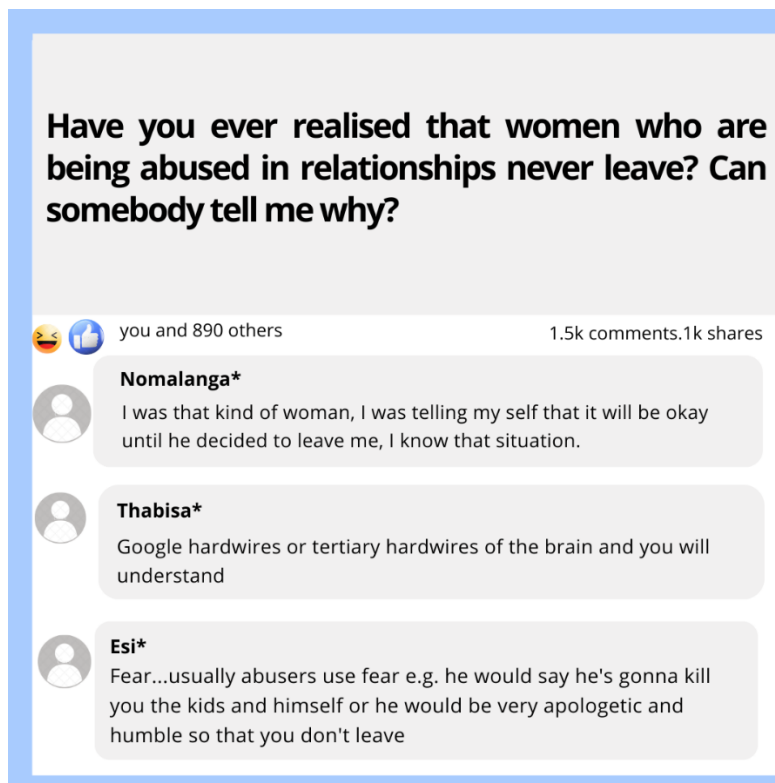 Have you ever realised that women who are
being abused in relationships never leave? Can
somebody tell me why?
you and 890 others
1.5k comments.1k shares
Nomalanga*
I was that kind of woman, I was telling my self that it will be okay
until he decided to leave me, I know that situation.
Thabisa*
Google hardwires or tertiary hardwires of the brain and you will
understand
Esi*
Fear...usually abusers use fear e.g. he would say he's gonna kill
you the kids and himself or he would be very apologetic and
humble so that you don't leave